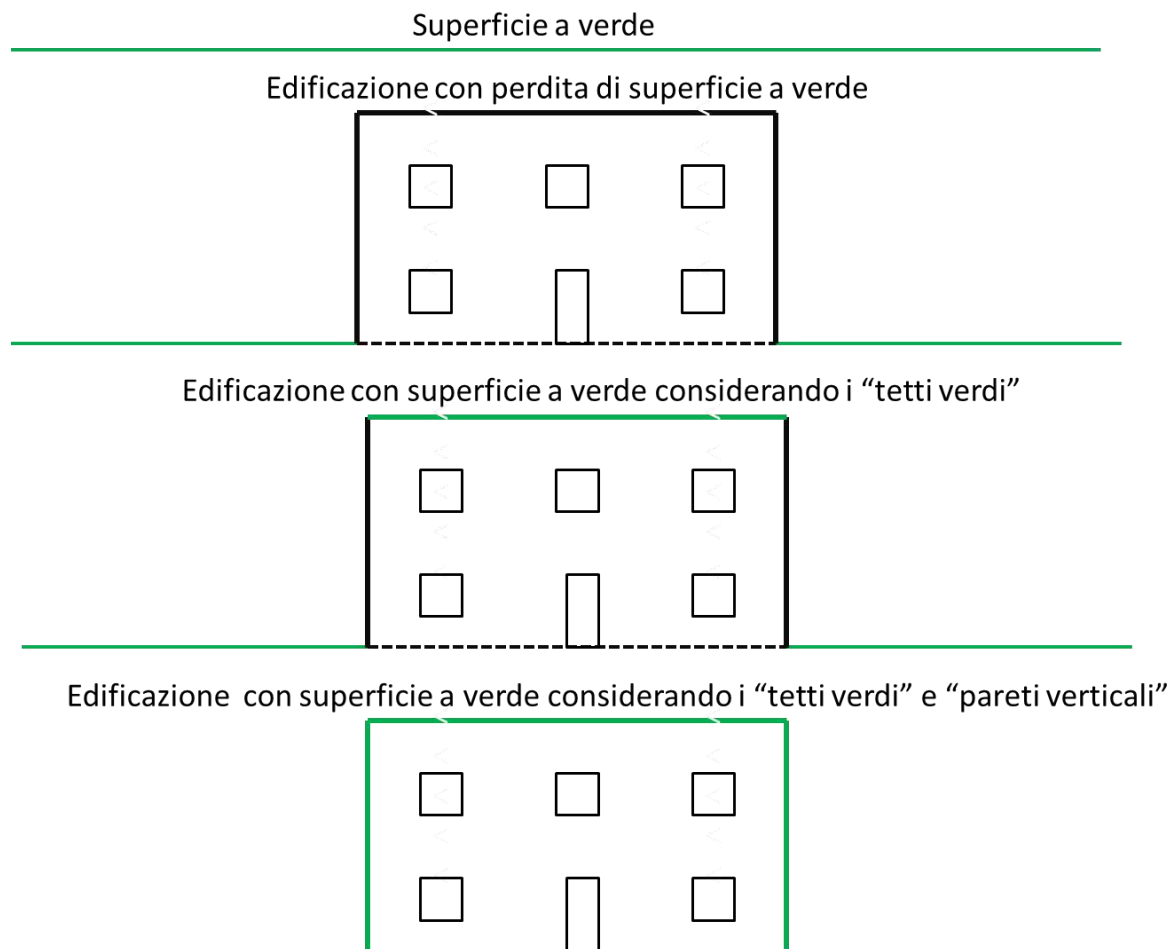 Superficie a verde
Edificazione con perdita di superficie a verde
Edificazione con superficie a verde considerando i “tetti verdi”
Edificazione con superficie a verde considerando i “tetti verdi” e “pareti verticali”